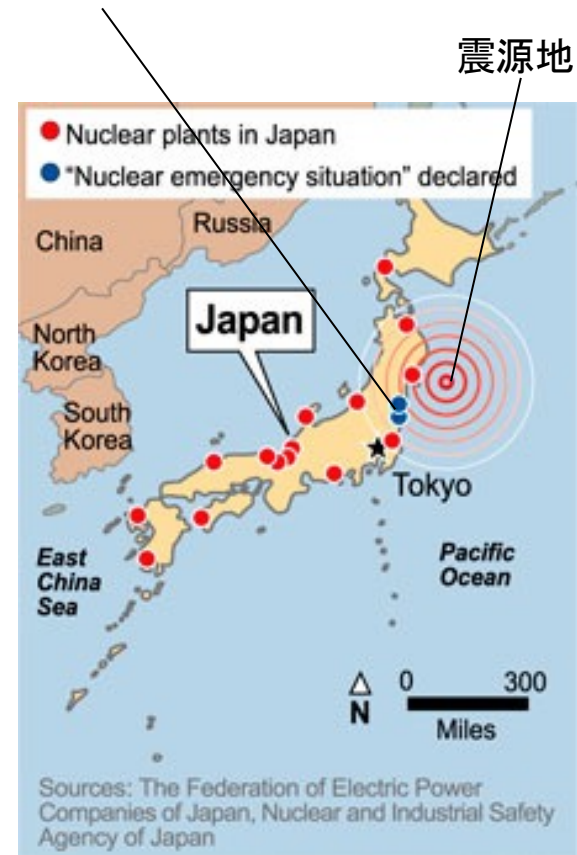 震源地
Nuclear plants in Japan
"Nuclear emergency situation" declared
Russia
China
Japan
North
Korea
South
Korea
Tokyo
East
China
Sea
Pacific
Ocean
0 300
N
Miles
Sources: The Federation of Electric Power
Companies of Japan, Nuclear and Industrial Safety
Agency of Japan